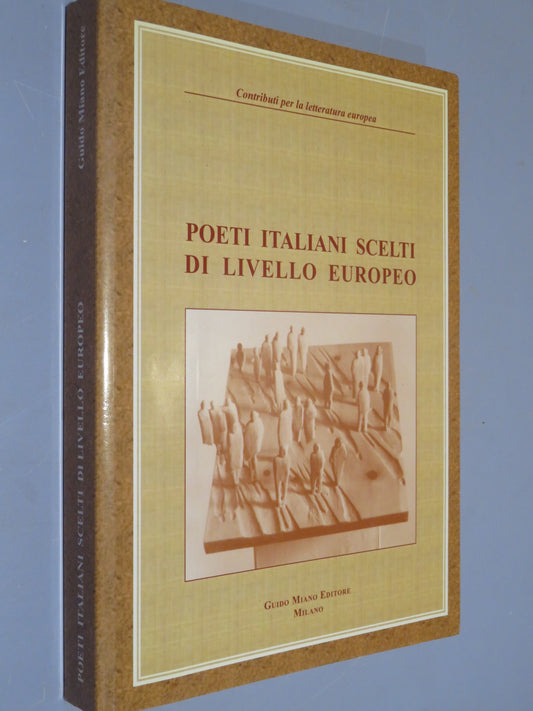 Contributi per la letteratura europea
POETI ITALIANI SCELTI
DI LIVELLO EUROPEO
GUIDO MIANO EDITORE
MILANO
POETI ITALIANI SCELTI DI LIVELLO EUROPEO
Guido Miano Editore